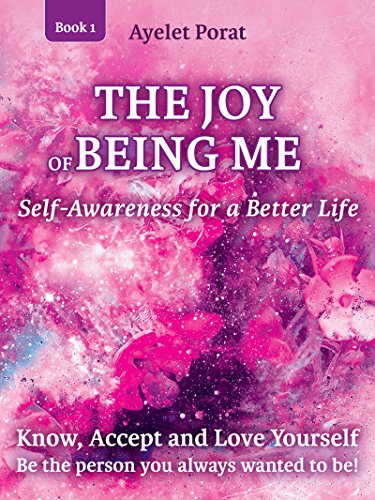 Book 1
Ayelet Porat
THE JOY
OF BEING ME
Self-Awareness for a Better Life
Know, Accept and Love Yourself
Be the person you always wanted to be!